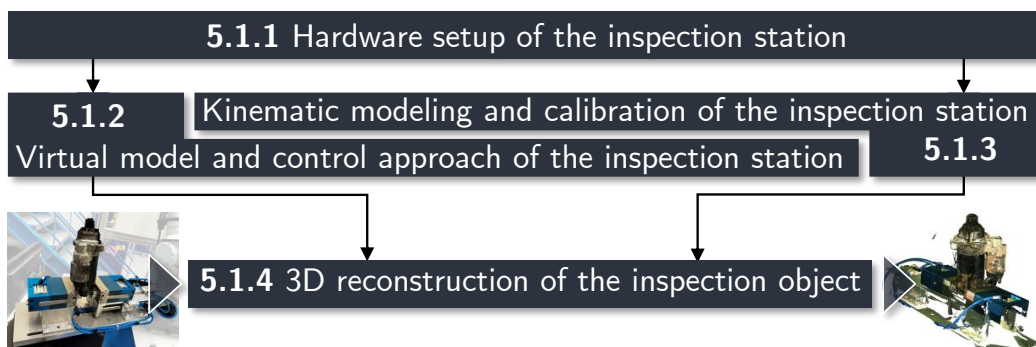 5.1.1 Hardware setup of the inspection station
5.1.2
Kinematic modeling and calibration of the inspection station
Virtual model and control approach of the inspection station
5.1.3
5.1.4 3D reconstruction of the inspection object